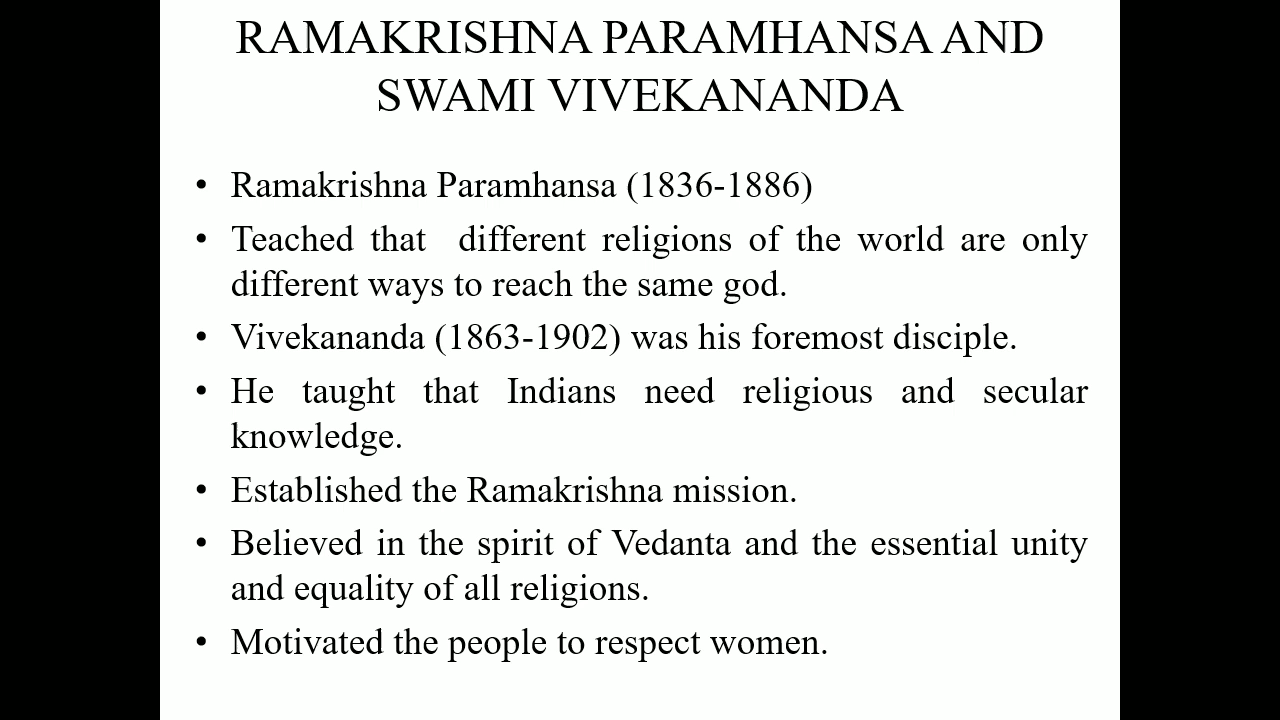 RAMAKRISHNA PARAMHANSA AND
SWAMI VIVEKANANDA
• Ramakrishna Paramhansa (1836-1886)
• Teached that different religions of the world are only
different ways to reach the same god.
• Vivekananda (1863-1902) was his foremost disciple.
• He taught that Indians need religious and secular
knowledge.
• Established the Ramakrishna mission.
• Believed in the spirit of Vedanta and the essential unity
and equality of all religions.
• Motivated the people to respect women.